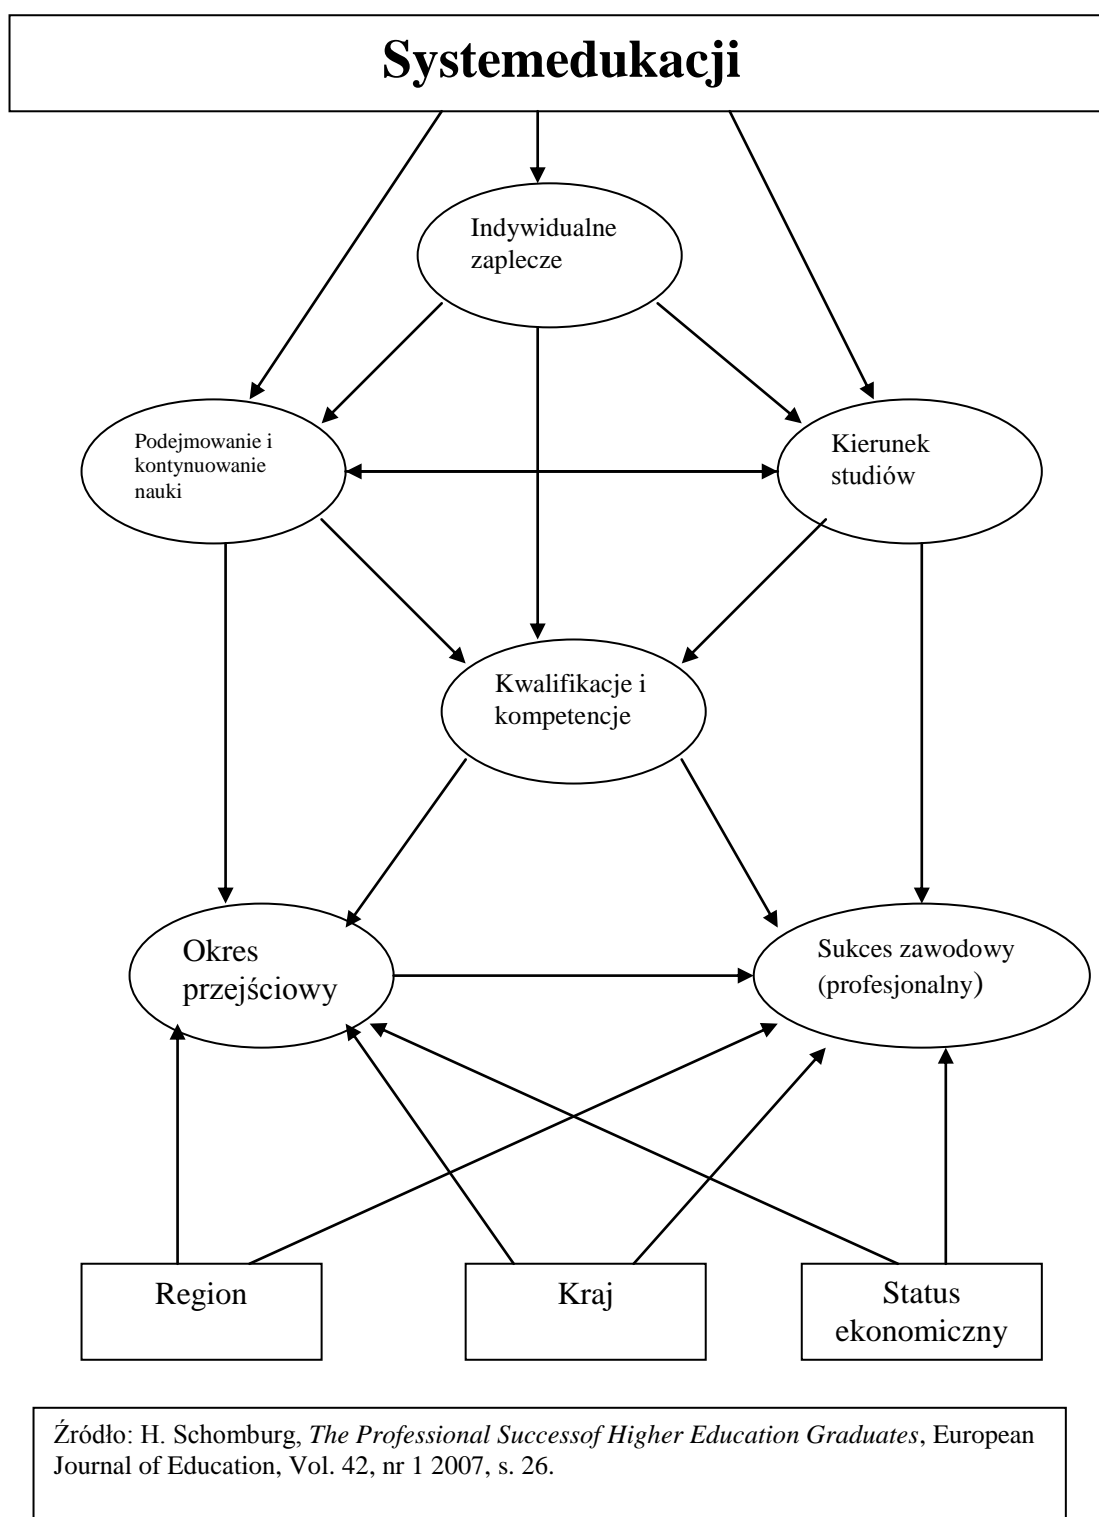 Systemedukacji
Indywidualne
zaplecze
Podejmowanie i
kontynuowanie
nauki
Kierunek
studiów
Kwalifikacje i
kompetencje
Okres
przejściowy
Sukces zawodowy
(profesjonalny)
Region
Kraj
Status
ekonomiczny
Źródło: H. Schomburg, The Professional Successof Higher Education Graduates, European
Journal of Education, Vol. 42, nr 1 2007, s. 26.